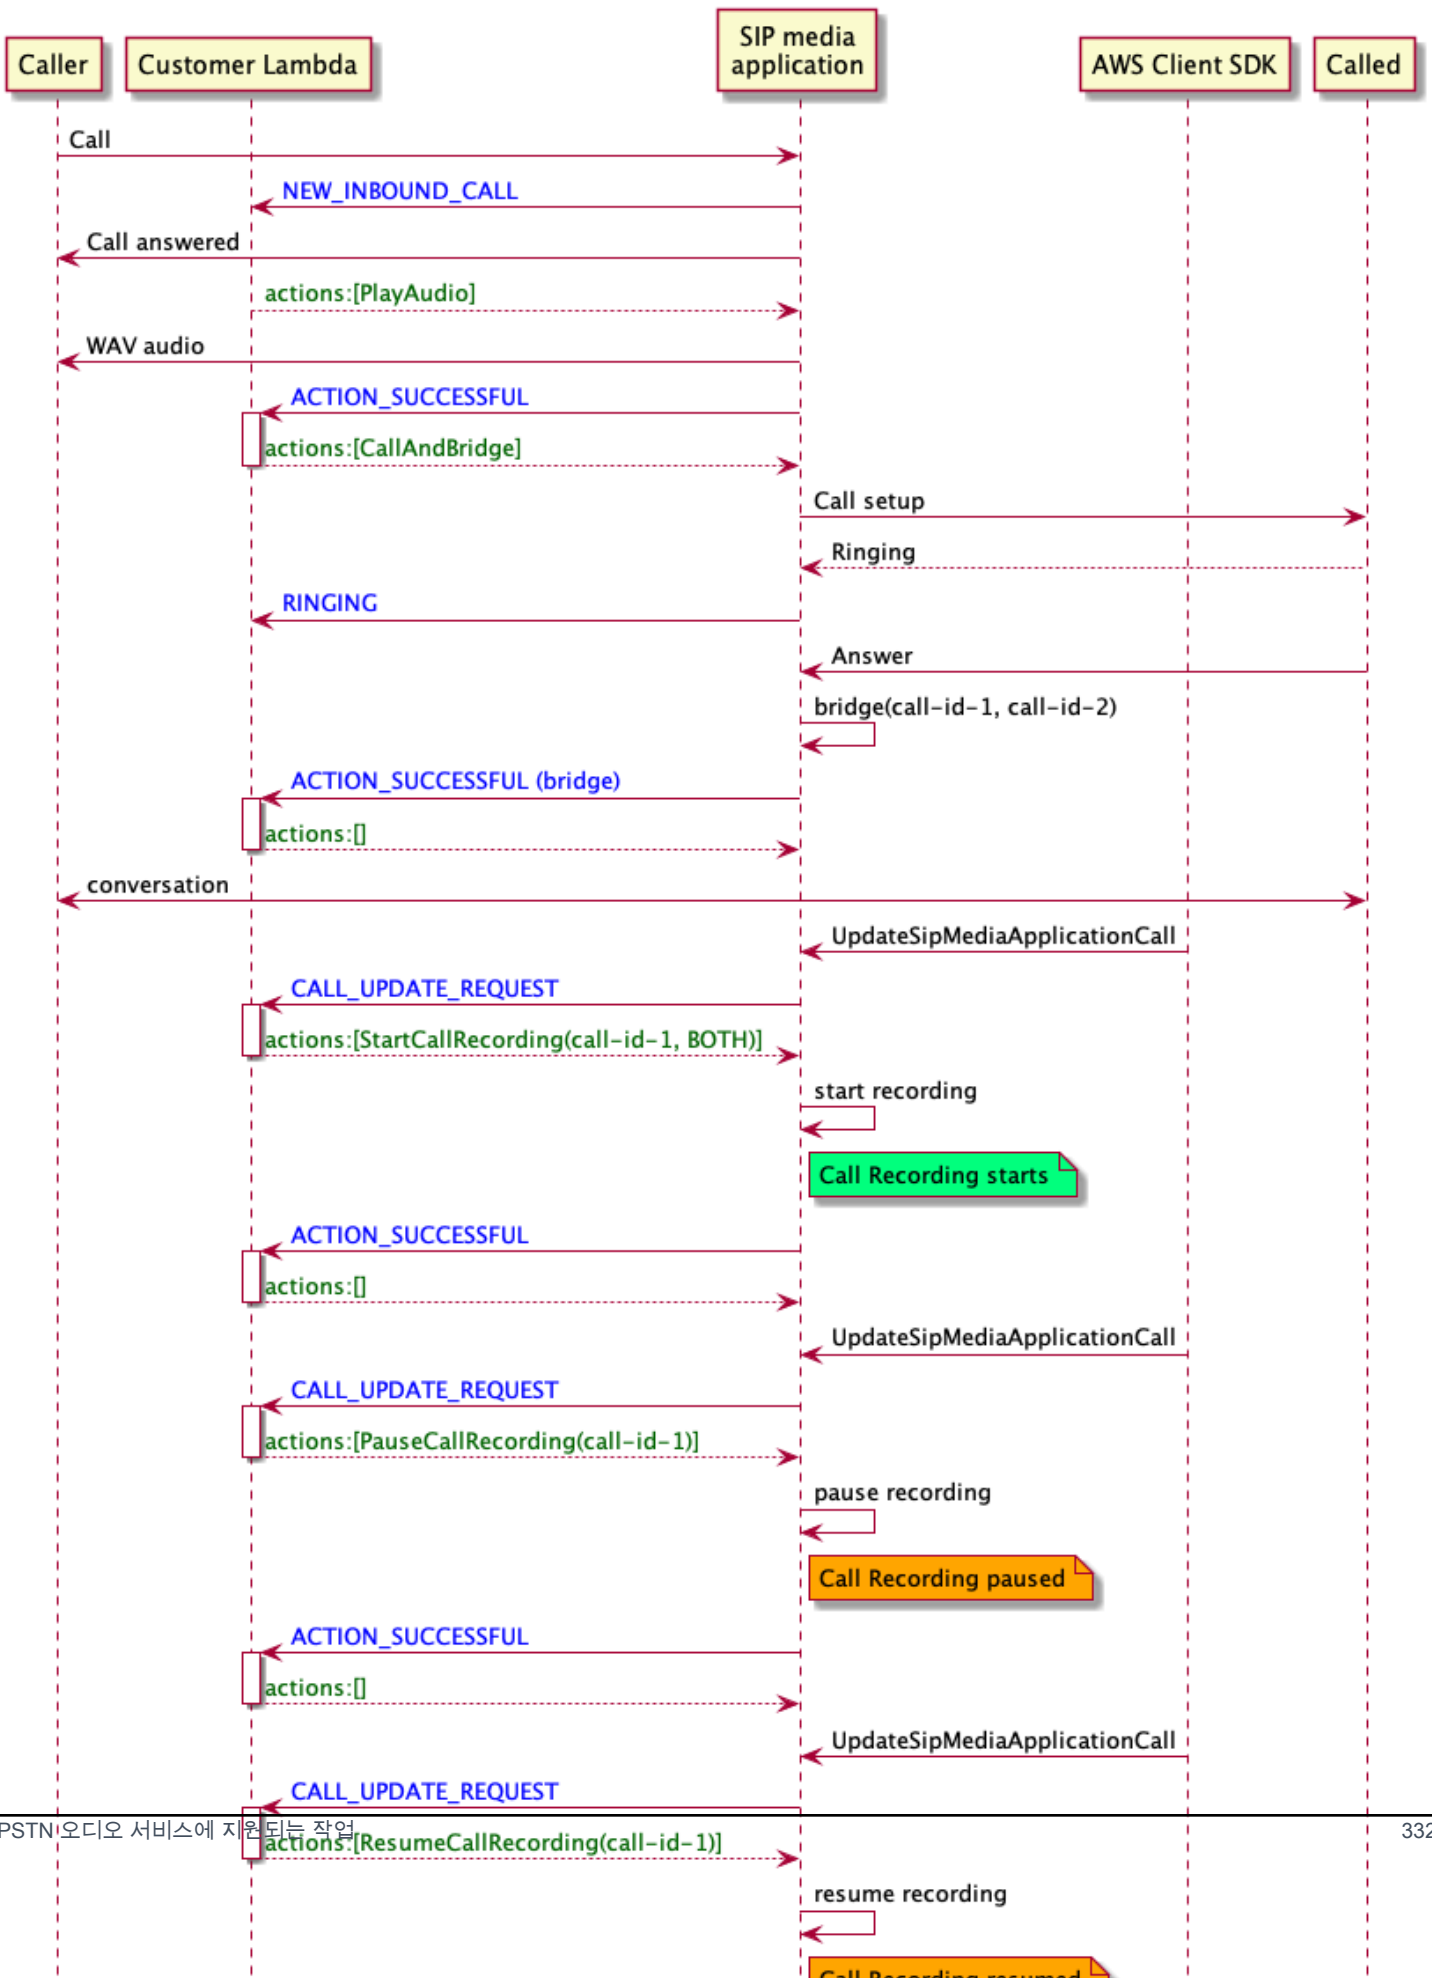 Caller
Customer Lambda
SIP media
application
AWS Client SDK
Called
Call
NEW_INBOUND_CALL
Call answered
actions:[PlayAudio]
WAV audio
ACTION_SUCCESSFUL
actions:[CallAndBridge]
Call setup
Ringing
RINGING
Answer
bridge(call-id-1, call-id-2)
ACTION_SUCCESSFUL (bridge)
actions:[]
conversation
UpdateSipMediaApplicationCall
CALL_UPDATE_REQUEST
actions:[StartCallRecording(call-id-1, BOTH)]
start recording
Call Recording starts
ACTION_SUCCESSFUL
actions:[]
UpdateSipMediaApplicationCall
CALL_UPDATE_REQUEST
actions:[PauseCallRecording(call-id-1)]
pause recording
Call Recording paused
ACTION_SUCCESSFUL
actions:[]
UpdateSipMediaApplicationCall
CALL_UPDATE_REQUEST
PSTN 오디오 서비스에 지원되는 작업
332
actions:[ResumeCallRecording(call-id-1)]
resume recording
Call Recording resumed